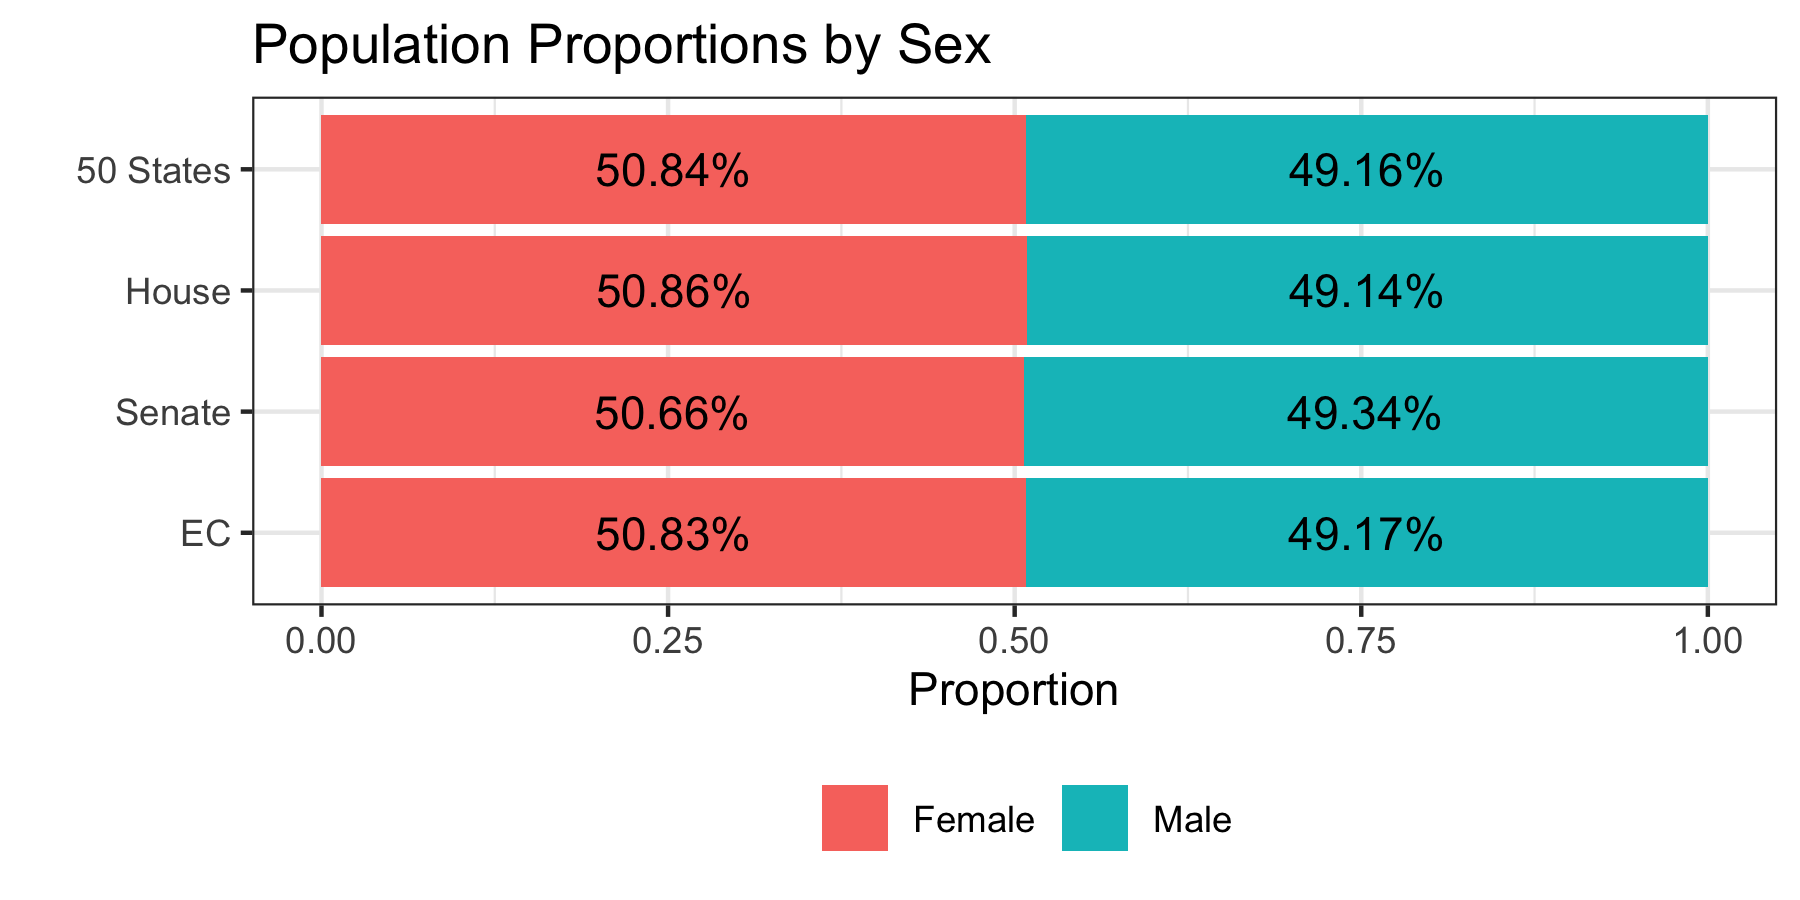 Population Proportions by Sex
50 States 50.84% 49.16%
House 50.86% 49.14%
Senate 50.66% 49.34%
EC 50.83% 49.17%
0.00 0.25 0.50 0.75 1.00
Proportion
Female Male